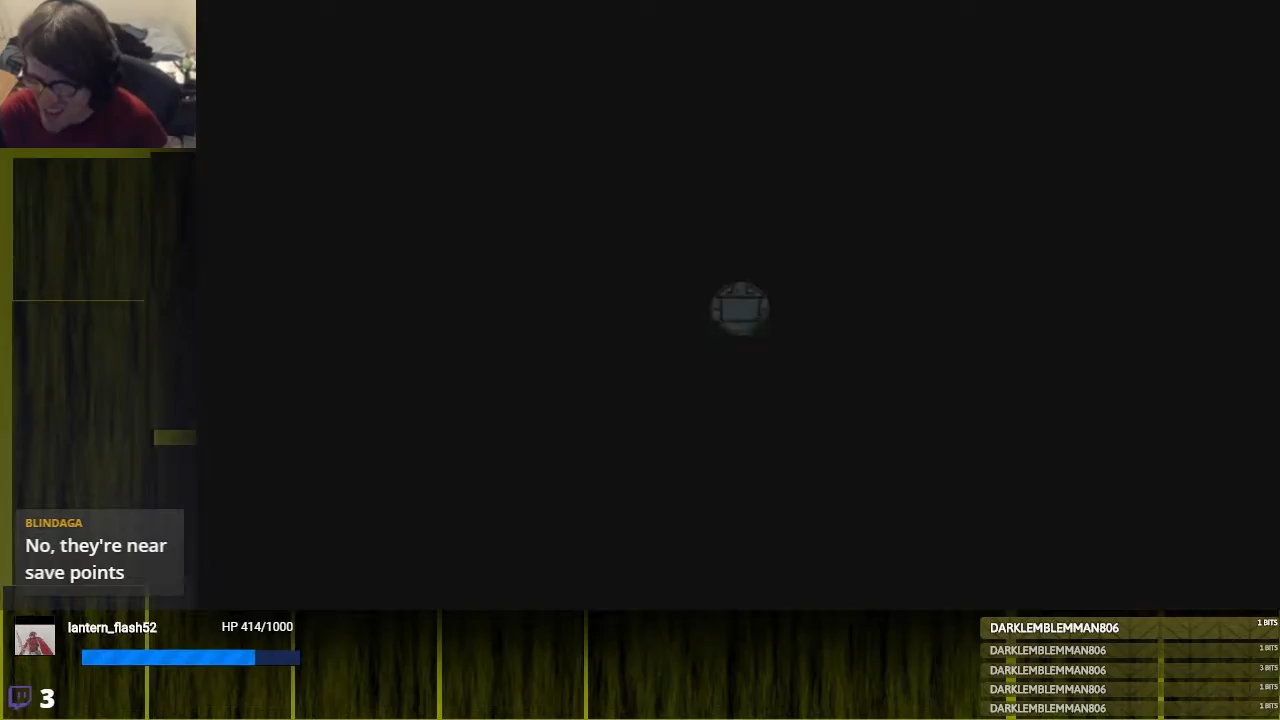 BLINDAGA
No, they're near
save points
lantern_flash52
HP 414/1000
3
DARKLEMBLEMMAN806 1 BITS
DARKLEMBLEMMAN806 1 BITS
DARKLEMBLEMMAN806 3 BITS
DARKLEMBLEMMAN806 1 BITS
DARKLEMBLEMMAN806 1 BITS